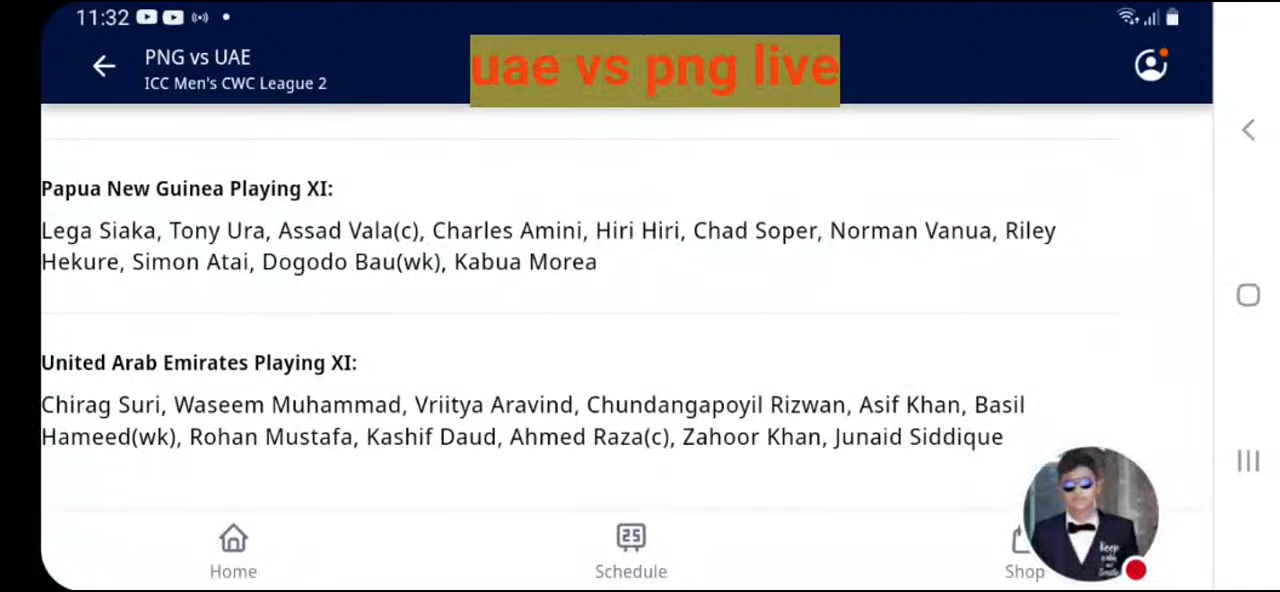 11:32
PNG vs UAE
ICC Men's CWC League 2
uae vs png live
Papua New Guinea Playing XI:
Lega Siaka, Tony Ura, Assad Vala(c), Charles Amini, Hiri Hiri, Chad Soper, Norman Vanua, Riley
Hekure, Simon Atai, Dogodo Bau(wk), Kabua Morea
United Arab Emirates Playing XI:
Chirag Suri, Waseem Muhammad, Vriitya Aravind, Chundangapoyil Rizwan, Asif Khan, Basil
Hameed(wk), Rohan Mustafa, Kashif Daud, Ahmed Raza(c), Zahoor Khan, Junaid Siddique
25
Home
Schedule
Shop
Keep